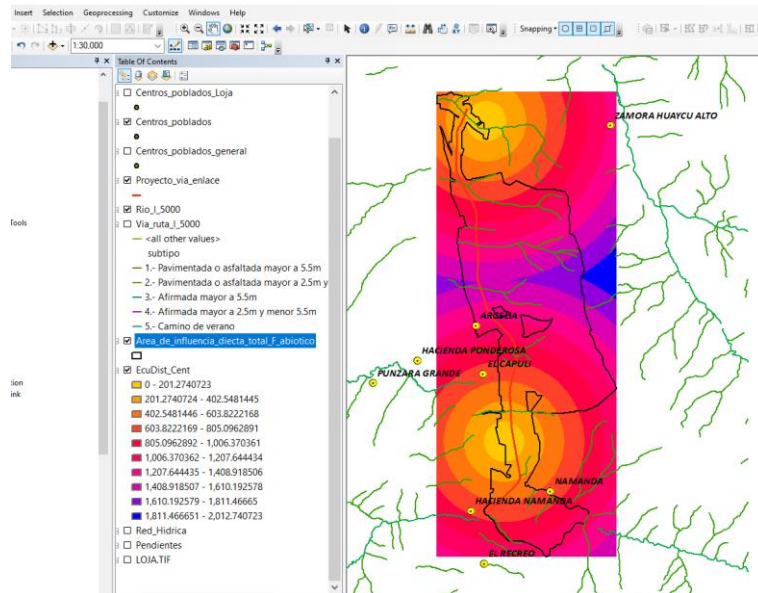 Insert Selection Geoprocessing Customize Windows Help
Snapping
1:30,000
Table Of Contents
Centros_poblados_Loja
Centros_poblados
Centros_poblados_general
Proyecto_via_enlace
Rio_l_5000
Via_ruta_l_5000
<all other values>
subtipo
1.- Pavimentada o asfaltada mayor a 5.5m
2.- Pavimentada o asfaltada mayor a 2.5m y
3.- Afirmada mayor a 5.5m
4.- Afirmada mayor a 2.5m y menor 5.5m
5.- Camino de verano
Area_de_influencia_diecta_total_F_abiotico
EcuDist_Cent
0 - 201.2740723
201.2740724 - 402.5481445
402.5481446 - 603.8222168
603.8222169 - 805.0962891
805.0962892 - 1,006.370361
1,006.370362 - 1,207.644434
1,207.644435 - 1,408.918506
1,408.918507 - 1,610.192578
1,610.192579 - 1,811.46665
1,811.466651 - 2,012.740723
Red_Hidrica
Pendientes
LOJA.TIF
Tools
tion
ink
ZAMORA HUAYCU ALTO
ARGELIA
HACIENDA PONDEROSA
EL CAPULI
PUNZARA GRANDE
NAMANDA
HACIENDA NAMANDA
EL RECREO